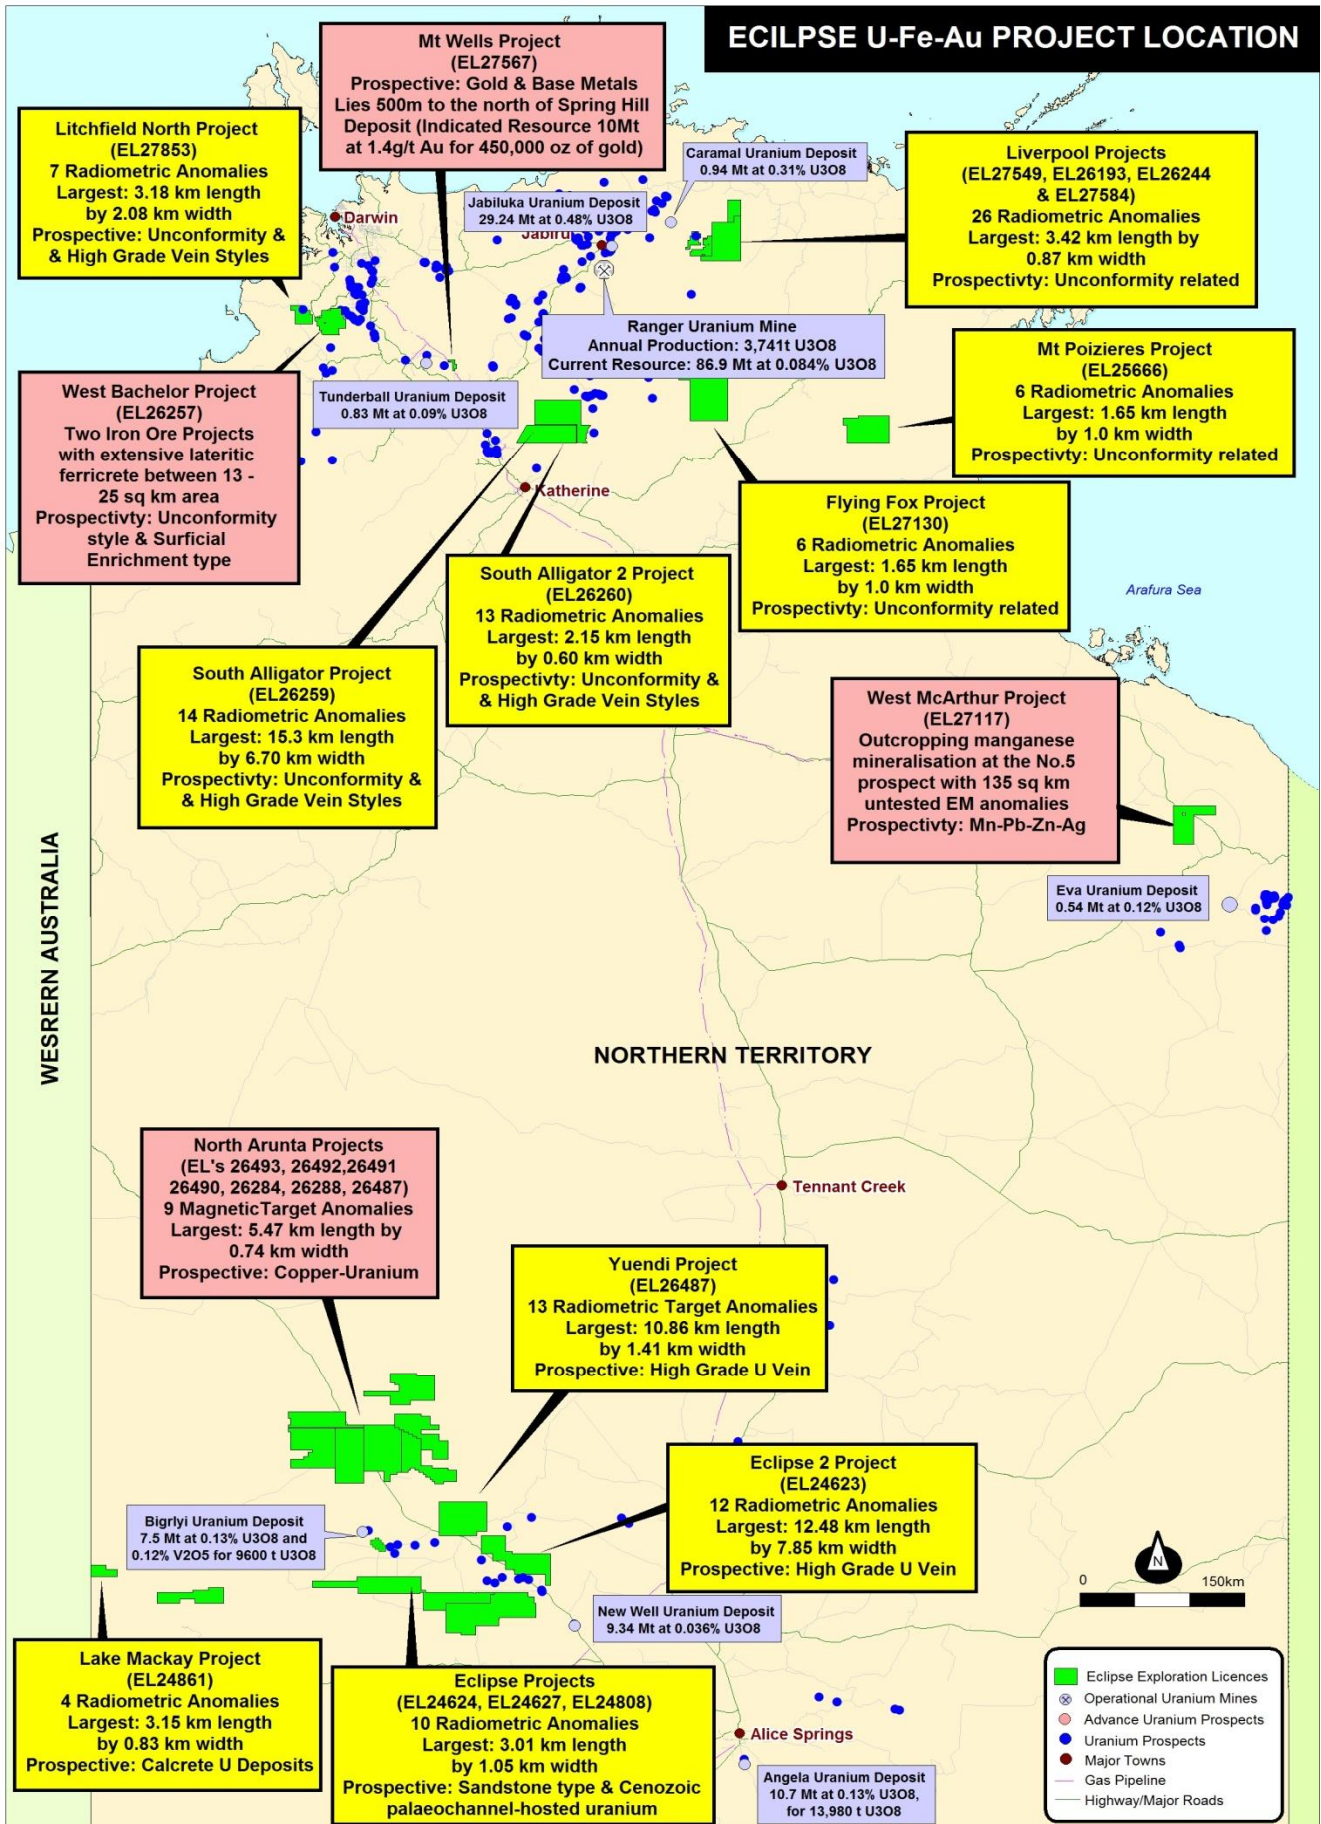 ECILPSE U-Fe-Au PROJECT LOCATION
Mt Wells Project
(EL27567)
Prospective: Gold & Base Metals
Lies 500m to the north of Spring Hill
Deposit (Indicated Resource 10Mt
at 1.4g/t Au for 450,000 oz of gold)
Litchfield North Project
(EL27853)
7 Radiometric Anomalies
Largest: 3.18 km length
by 2.08 km width
Prospective: Unconformity &
& High Grade Vein Styles
Caramal Uranium Deposit
0.94 Mt at 0.31% U3O8
Liverpool Projects
(EL27549, EL26193, EL26244
& EL27584)
26 Radiometric Anomalies
Largest: 3.42 km length by
0.87 km width
Prospectivty: Unconformity related
Jabiluka Uranium Deposit
29.24 Mt at 0.48% U3O8
Darwin
Jabiru
Ranger Uranium Mine
Annual Production: 3,741t U3O8
Current Resource: 86.9 Mt at 0.084% U3O8
Mt Poizieres Project
(EL25666)
6 Radiometric Anomalies
Largest: 1.65 km length
by 1.0 km width
Prospectivty: Unconformity related
West Bachelor Project
(EL26257)
Two Iron Ore Projects
with extensive lateritic
ferricrete between 13 -
25 sq km area
Prospectivty: Unconformity
style & Surficial
Enrichment type
Tunderball Uranium Deposit
0.83 Mt at 0.09% U3O8
Katherine
Flying Fox Project
(EL27130)
6 Radiometric Anomalies
Largest: 1.65 km length
by 1.0 km width
Prospectivty: Unconformity related
South Alligator 2 Project
(EL26260)
13 Radiometric Anomalies
Largest: 2.15 km length
by 0.60 km width
Prospectivty: Unconformity &
& High Grade Vein Styles
Arafura Sea
South Alligator Project
(EL26259)
14 Radiometric Anomalies
Largest: 15.3 km length
by 6.70 km width
Prospectivty: Unconformity &
& High Grade Vein Styles
West McArthur Project
(EL27117)
Outcropping manganese
mineralisation at the No.5
prospect with 135 sq km
untested EM anomalies
Prospectivty: Mn-Pb-Zn-Ag
Eva Uranium Deposit
0.54 Mt at 0.12% U3O8
WESRERN AUSTRALIA
NORTHERN TERRITORY
North Arunta Projects
(EL's 26493, 26492,26491
26490, 26284, 26288, 26487)
9 MagneticTarget Anomalies
Largest: 5.47 km length by
0.74 km width
Prospective: Copper-Uranium
Tennant Creek
Yuendi Project
(EL26487)
13 Radiometric Target Anomalies
Largest: 10.86 km length
by 1.41 km width
Prospective: High Grade U Vein
Eclipse 2 Project
(EL24623)
12 Radiometric Anomalies
Largest: 12.48 km length
by 7.85 km width
Prospective: High Grade U Vein
Bigrlyi Uranium Deposit
7.5 Mt at 0.13% U3O8 and
0.12% V2O5 for 9600 t U3O8
N
0 150km
New Well Uranium Deposit
9.34 Mt at 0.036% U3O8
Lake Mackay Project
(EL24861)
4 Radiometric Anomalies
Largest: 3.15 km length
by 0.83 km width
Prospective: Calcrete U Deposits
Eclipse Projects
(EL24624, EL24627, EL24808)
10 Radiometric Anomalies
Largest: 3.01 km length
by 1.05 km width
Prospective: Sandstone type & Cenozoic
palaeochannel-hosted uranium
Alice Springs
Angela Uranium Deposit
10.7 Mt at 0.13% U3O8,
for 13,980 t U3O8
Eclipse Exploration Licences
Operational Uranium Mines
Advance Uranium Prospects
Uranium Prospects
Major Towns
Gas Pipeline
Highway/Major Roads